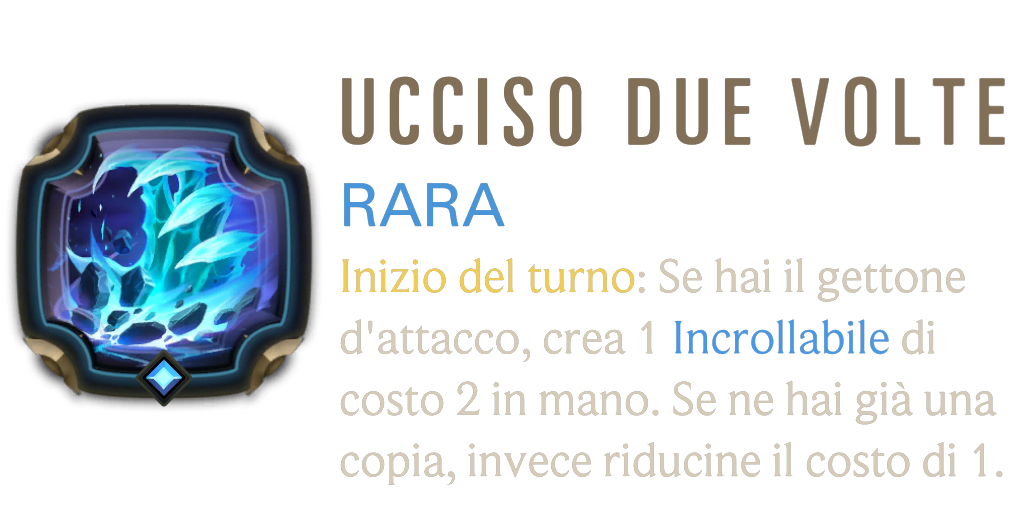 UCCISO DUE VOLTE
RARA
Inizio del turno: Se hai il gettone
d'attacco, crea 1 Incrollabile di
costo 2 in mano. Se ne hai già una
copia, invece riducine il costo di 1.